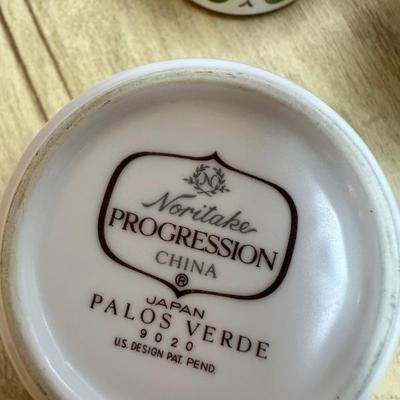 N
Noritake
PROGRESSION
CHINA
®
JAPAN
PALOS VERDE
9020
U.S. DESIGN PAT. PEND.